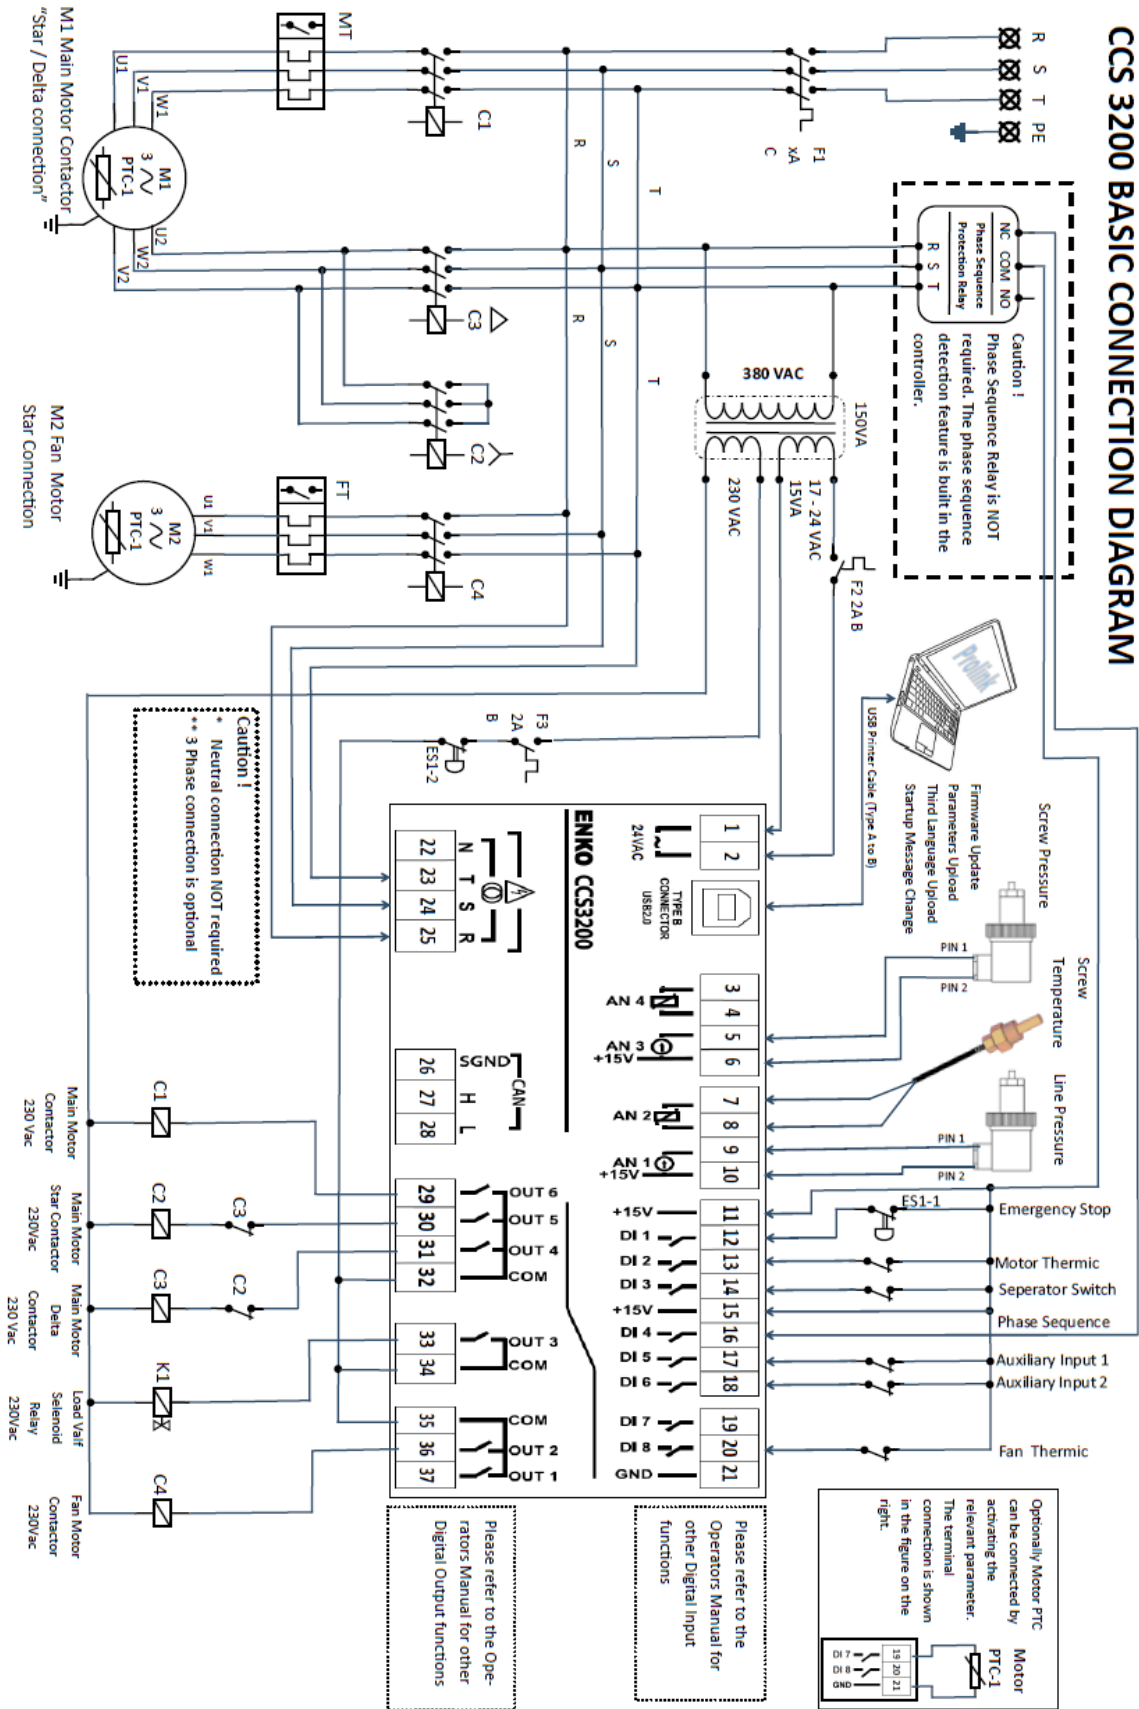 CCS 3200 BASIC CONNECTION DIAGRAM
R
S
T
PE
F1
xA
C
R
S
T
C1
MT
U1
V1
W1
M1
3
PTC-1
U2
W2
V2
M1 Main Motor Contactor
"Star / Delta connection"
NC COM NO
Phase Sequence
Protection Relay
R S T
Caution !
Phase Sequence Relay is NOT
required. The phase sequence
detection feature is built in the
controller.
C3
R
S
T
C2
380 VAC
150VA
17 - 24 VAC
15VA
230 VAC
F2 2A B
FT
C4
U1
V1
W1
M2
3
PTC-1
M2 Fan Motor
Star Connection
Prolink
USB Printer Cable (Type A to B)
Firmware Update
Parameters Upload
Third Language Upload
Startup Message Change
F3
2A
B
ES1-2
Caution !
* Neutral connection NOT required
** 3 Phase connection is optional
Screw Pressure
PIN 1
PIN 2
Screw
Temperature
Line Pressure
PIN 1
PIN 2
ENKO CCS3200
1
2
24VAC
TYPE B
CONNECTOR
USB2.0
3
4
5
6
AN 4
AN 3
+15V
7
8
9
10
AN 2
AN 1
+15V
11
12
13
14
15
16
17
18
+15V
DI 1
DI 2
DI 3
+15V
DI 4
DI 5
DI 6
19
20
21
DI 7
DI 8
GND
22
23
24
25
N
T
S
R
26
27
28
SGND
H
L
CAN
29
30
31
32
OUT 6
OUT 5
OUT 4
COM
33
34
OUT 3
COM
35
36
37
COM
OUT 2
OUT 1
ES1-1
Emergency Stop
Motor Thermic
Seperator Switch
Phase Sequence
Auxiliary Input 1
Auxiliary Input 2
Fan Thermic
C1
Main Motor
Contactor
230 Vac
C2
C3
Main Motor
Star Contactor
230Vac
C3
C2
Main Motor
Delta
Contactor
230 Vac
K1
Load Valf
Selenoid
Relay
230Vac
C4
Fan Motor
Contactor
230Vac
Please refer to the
Operators Manual for
other Digital Input
functions
Please refer to the Ope-
rators Manual for other
Digital Output functions
Optionally Motor PTC
can be connected by
activating the
relevant parameter.
The terminal
connection is shown
in the figure on the
right.
Motor
PTC-1
19 20 21
DI 7
DI 8
GND